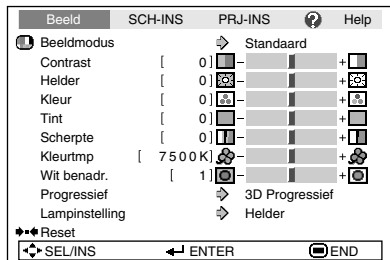 Beeld SCH-INS PRJ-INS ? Help
Beeldmodus Standaard
Contrast [ 0] - +
Helder [ 0] - +
Kleur [ 0] - +
Tint [ 0] - +
Scherpte [ 0] - +
Kleurtmp [ 7500K] - +
Wit benadr. [ 1] - +
Progressief 3D Progressief
Lampinstelling Helder
Reset
SEL/INS ENTER END